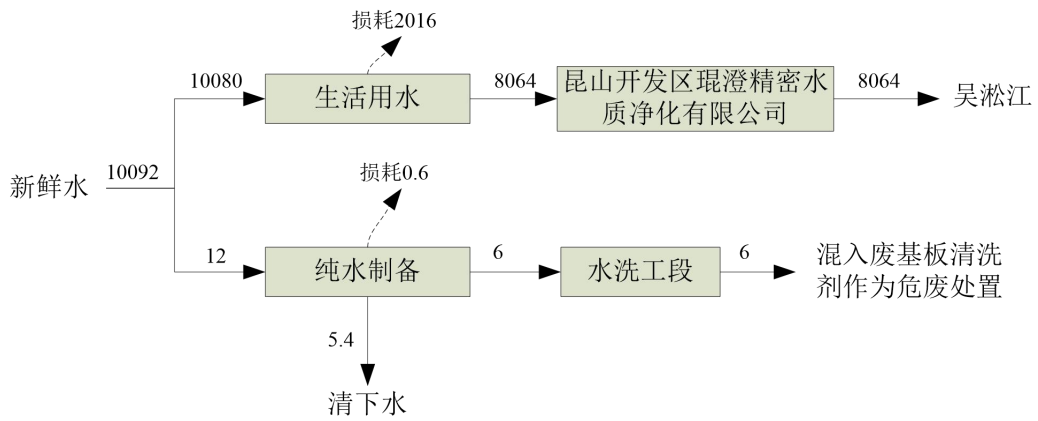 损耗2016
10080
生活用水
8064
昆山开发区琨澄精密水
质净化有限公司
8064
吴淞江
新鲜水
10092
损耗0.6
12
纯水制备
6
水洗工段
6
混入废基板清洗
剂作为危废处置
5.4
清下水